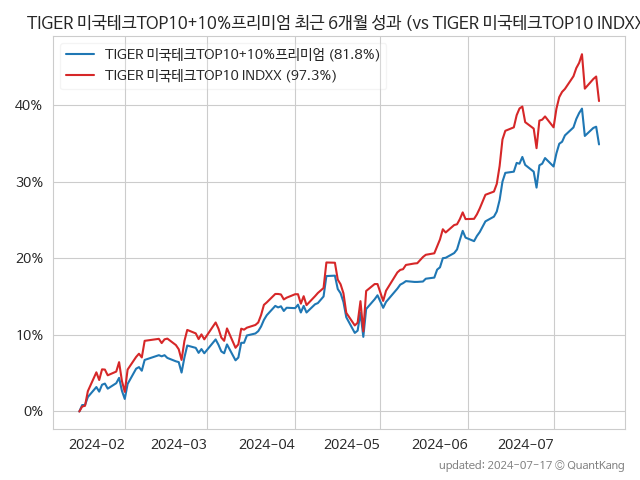 TIGER 미국테크TOP10+10%프리미엄 최근 6개월 성과 (vs TIGER 미국테크TOP10 INDXX
TIGER 미국테크TOP10+10%프리미엄 (81.8%)
TIGER 미국테크TOP10 INDXX (97.3%)
40%
30%
20%
10%
0%
2024-02 2024-03 2024-04 2024-05 2024-06 2024-07
updated: 2024-07-17 © QuantKang